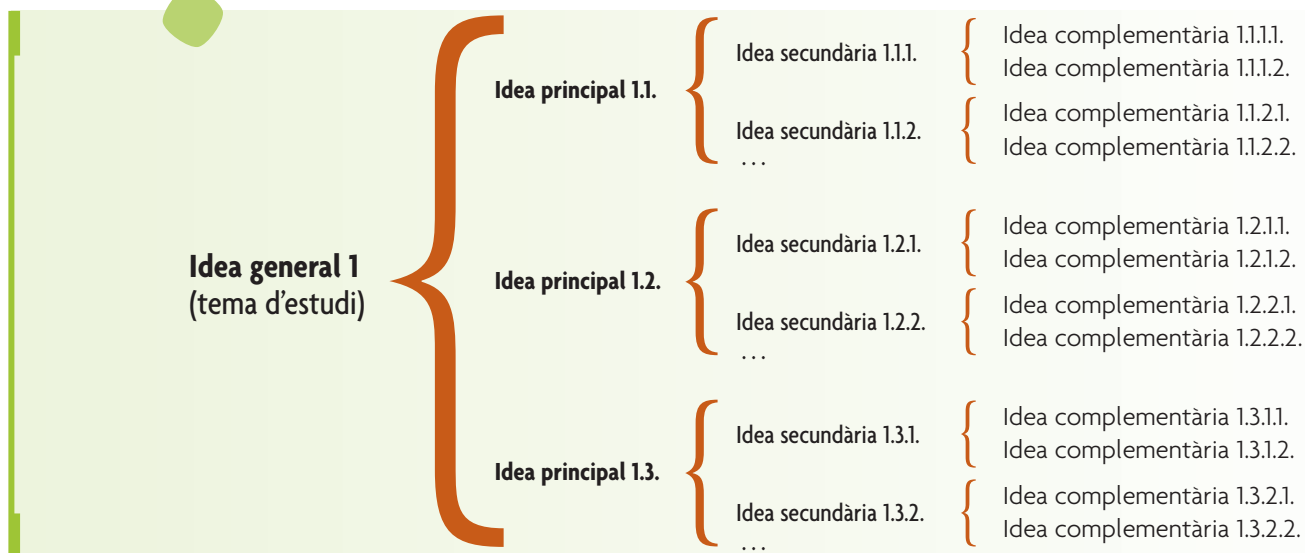 Idea general 1
(tema d'estudi)
Idea principal 1.1.
Idea secundària 1.1.1.
Idea complementària 1.1.1.1.
Idea complementària 1.1.1.2.
Idea secundària 1.1.2.
...
Idea complementària 1.1.2.1.
Idea complementària 1.1.2.2.
Idea principal 1.2.
Idea secundària 1.2.1.
Idea complementària 1.2.1.1.
Idea complementària 1.2.1.2.
Idea secundària 1.2.2.
...
Idea complementària 1.2.2.1.
Idea complementària 1.2.2.2.
Idea principal 1.3.
Idea secundària 1.3.1.
Idea complementària 1.3.1.1.
Idea complementària 1.3.1.2.
Idea secundària 1.3.2.
...
Idea complementària 1.3.2.1.
Idea complementària 1.3.2.2.